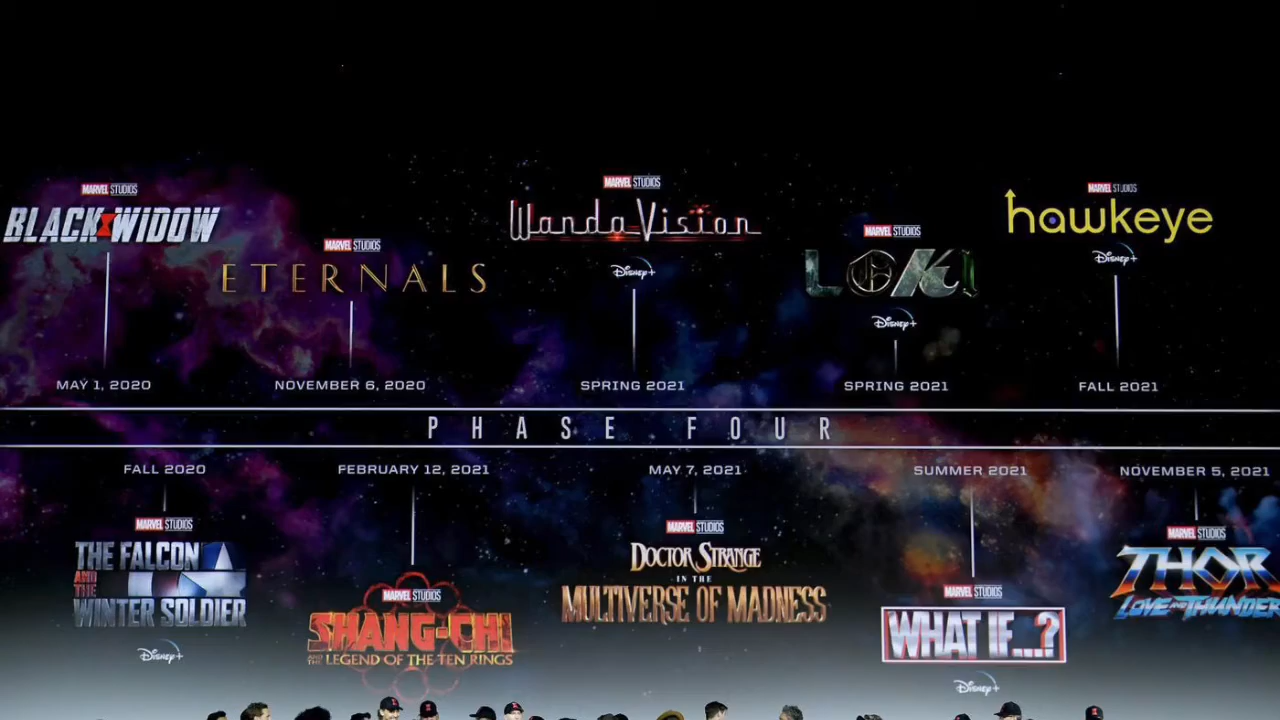 MARVEL STUDIOS
BLACK WIDOW
MAY 1, 2020
MARVEL STUDIOS
ETERNALS
NOVEMBER 6, 2020
MARVEL STUDIOS
WandaVision
Disney+
SPRING 2021
MARVEL STUDIOS
LOKI
Disney+
SPRING 2021
MARVEL STUDIOS
hawkeye
Disney+
FALL 2021
PHASE FOUR
FALL 2020
MARVEL STUDIOS
THE FALCON
AND
THE
WINTER SOLDIER
Disney+
FEBRUARY 12, 2021
MARVEL STUDIOS
SHANG-CHI
AND THE LEGEND OF THE TEN RINGS
MAY 7, 2021
MARVEL STUDIOS
DOCTOR STRANGE
IN THE
MULTIVERSE OF MADNESS
SUMMER 2021
MARVEL STUDIOS
WHAT IF...?
Disney+
NOVEMBER 5, 2021
MARVEL STUDIOS
THOR
LOVE AND THUNDER